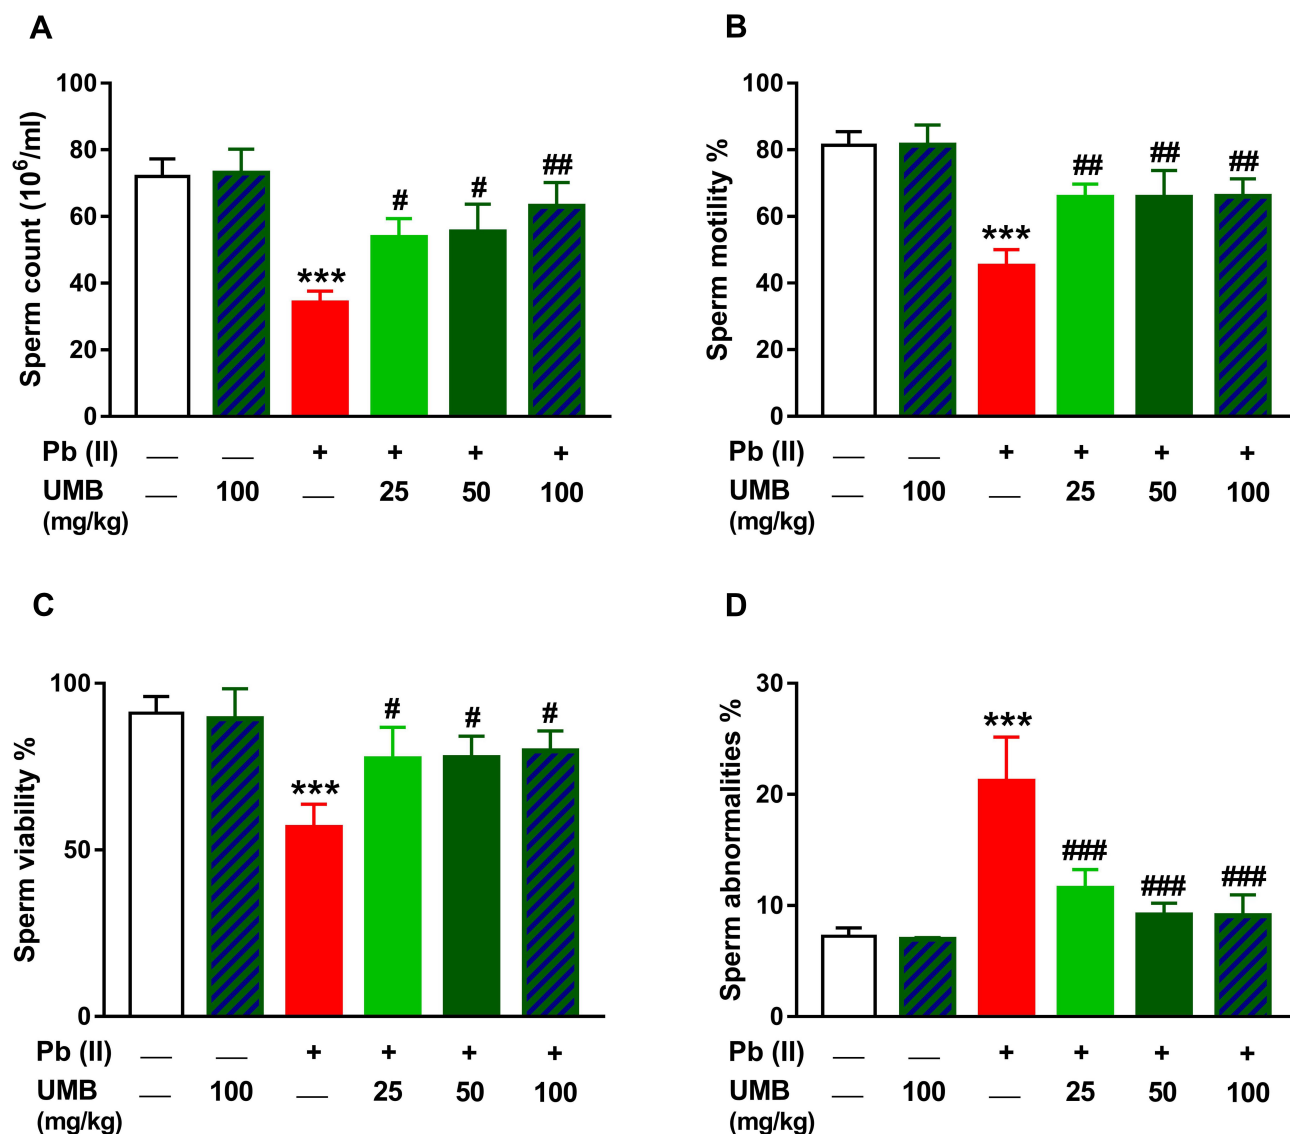 A
Sperm count (10⁶/ml)
100
80
60
40
20
0
***
#
#
##
Pb (II) — — + + + +
UMB — 100 — 25 50 100
(mg/kg)
B
Sperm motility %
100
80
60
40
20
0
***
##
##
##
Pb (II) — — + + + +
UMB — 100 — 25 50 100
(mg/kg)
C
Sperm viability %
100
50
0
***
#
#
#
Pb (II) — — + + + +
UMB — 100 — 25 50 100
(mg/kg)
D
Sperm abnormalities %
30
20
10
0
***
###
###
###
Pb (II) — — + + + +
UMB — 100 — 25 50 100
(mg/kg)